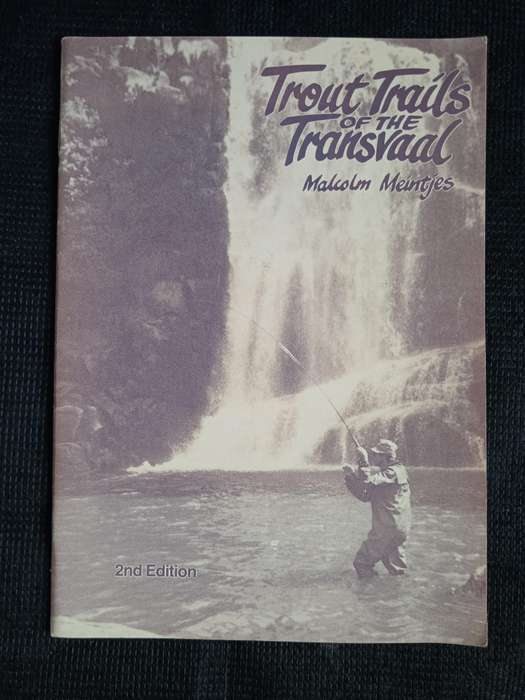 Trout Trails
OF THE
Transvaal
Malcolm Meintjes
2nd Edition